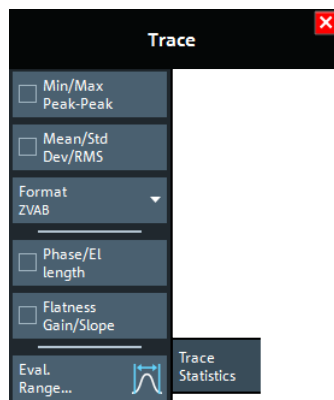 Trace
Min/Max
Peak-Peak
Mean/Std
Dev/RMS
Format
ZVAB
Phase/El
length
Flatness
Gain/Slope
Eval.
Range...
Trace
Statistics